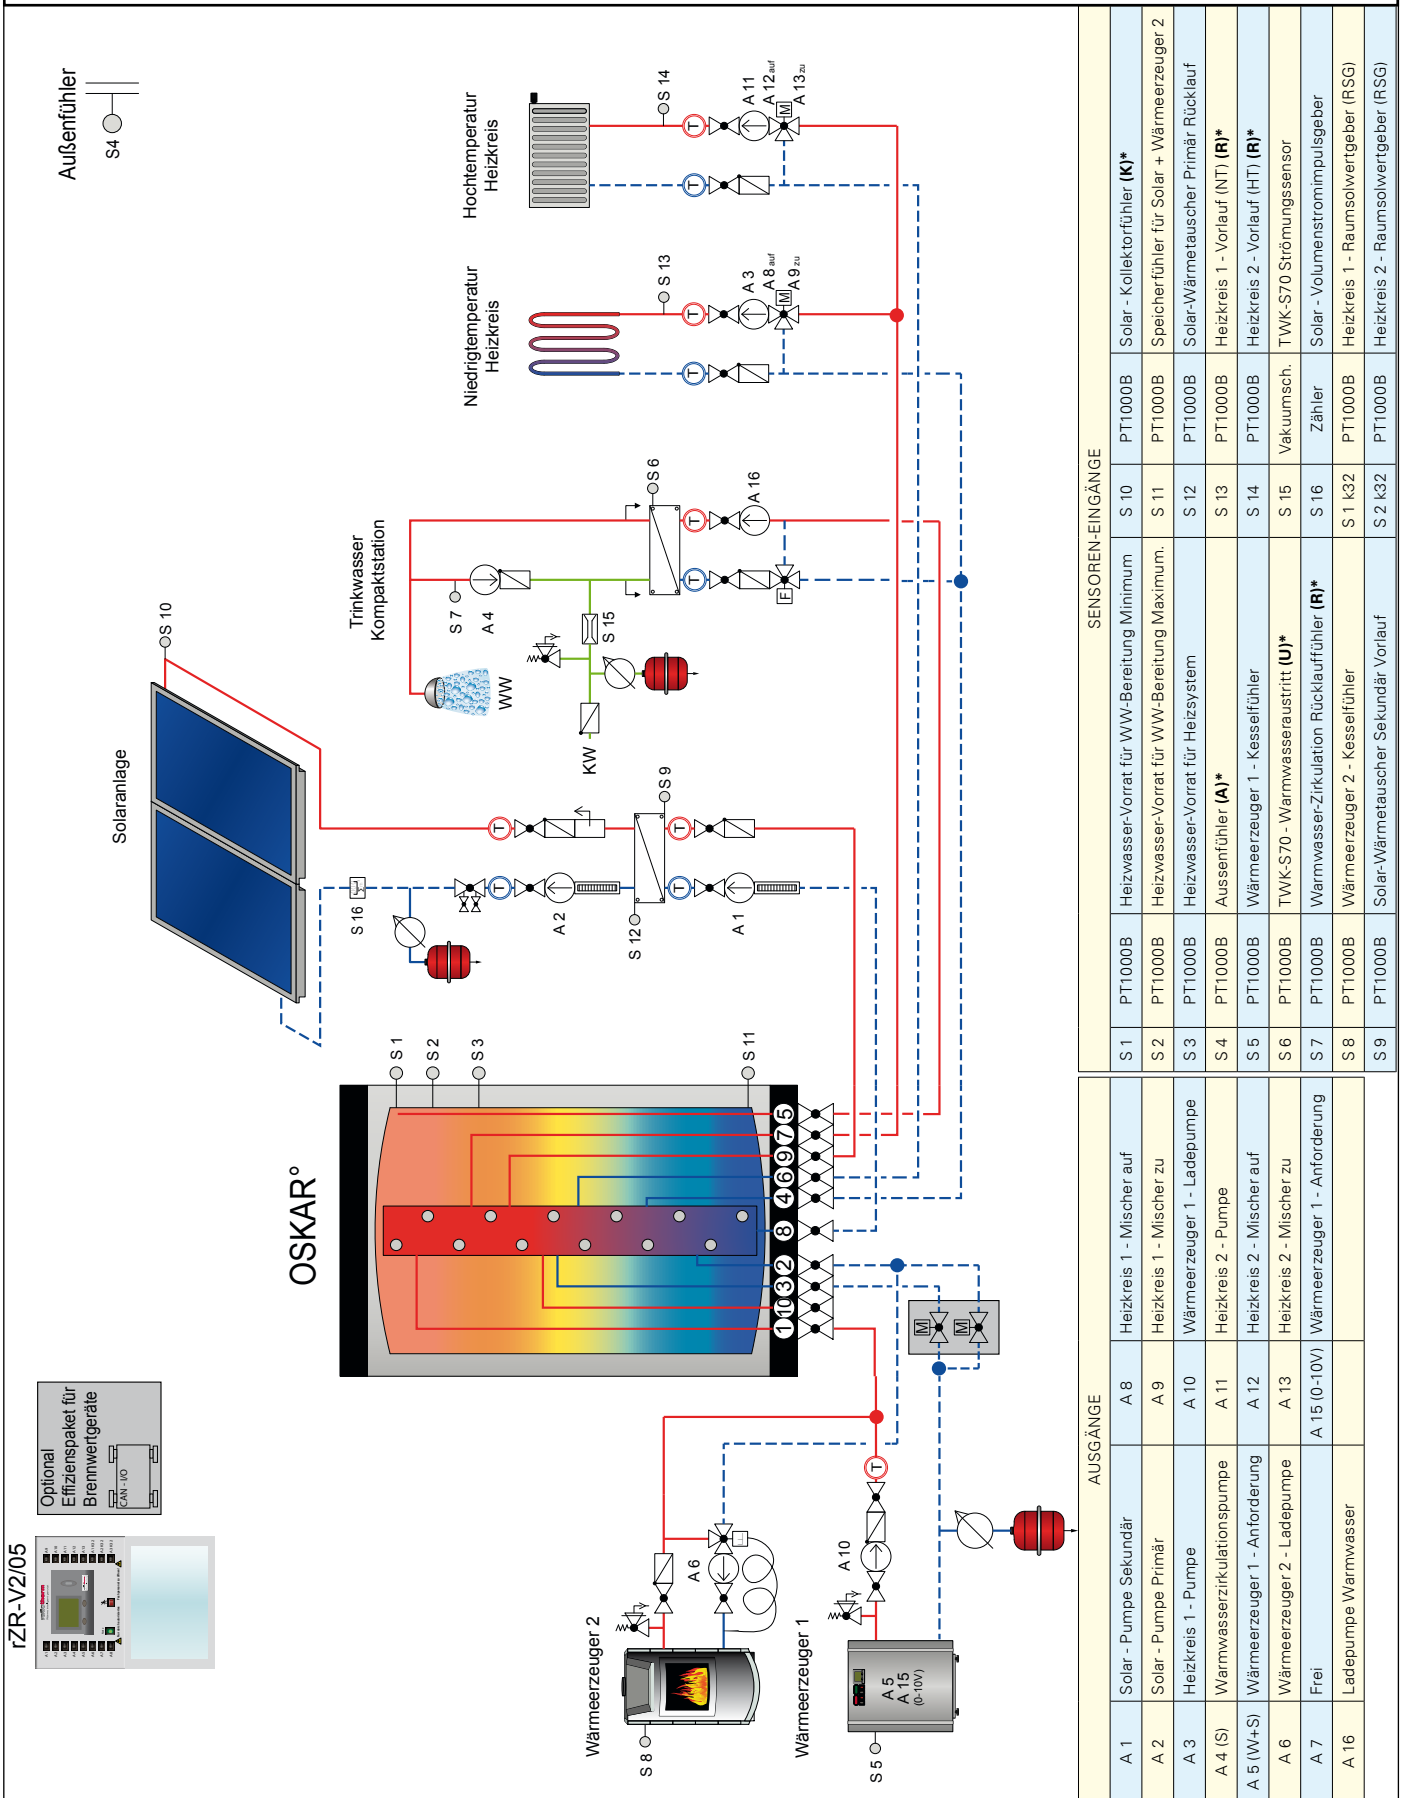 rZR-V2/05
Optional
Effizienspaket für
Brennwertgeräte
CAN - I/O
OSKAR°
Solaranlage
Außenfühler
S4
Trinkwasser
Kompaktstation
Niedrigtemperatur
Heizkreis
Hochtemperatur
Heizkreis
S 10
S 16
A 2
S 12
A 1
S 9
T
T
T
T
S 7
A 4
WW
KW
S 15
S 6
A 16
T
T
F
S 13
A 3
A 8 auf
A 9 zu
T
T
M
S 14
A 11
A 12 auf
A 13 zu
T
T
M
S 1
S 2
S 3
S 11
1
10
3
2
8
4
6
9
7
5
M
M
Wärmeerzeuger 2
S 8
A 6
Wärmeerzeuger 1
S 5
A 5
A 15
(0-10V)
A 10
T
AUSGÄNGE
A 1 Solar - Pumpe Sekundär A 8 Heizkreis 1 - Mischer auf
A 2 Solar - Pumpe Primär A 9 Heizkreis 1 - Mischer zu
A 3 Heizkreis 1 - Pumpe A 10 Wärmeerzeuger 1 - Ladepumpe
A 4 (S) Warmwasserzirkulationspumpe A 11 Heizkreis 2 - Pumpe
A 5 (W+S) Wärmeerzeuger 1 - Anforderung A 12 Heizkreis 2 - Mischer auf
A 6 Wärmeerzeuger 2 - Ladepumpe A 13 Heizkreis 2 - Mischer zu
A 7 Frei A 15 (0-10V) Wärmeerzeuger 1 - Anforderung
A 16 Ladepumpe Warmwasser
SENSOREN-EINGÄNGE
S 1 PT1000B Heizwasser-Vorrat für WW-Bereitung Minimum S 10 PT1000B Solar - Kollektorfühler (K)*
S 2 PT1000B Heizwasser-Vorrat für WW-Bereitung Maximum. S 11 PT1000B Speicherfühler für Solar + Wärmeerzeuger 2
S 3 PT1000B Heizwasser-Vorrat für Heizsystem S 12 PT1000B Solar-Wärmetauscher Primär Rücklauf
S 4 PT1000B Aussenfühler (A)* S 13 PT1000B Heizkreis 1 - Vorlauf (NT) (R)*
S 5 PT1000B Wärmeerzeuger 1 - Kesselfühler S 14 PT1000B Heizkreis 2 - Vorlauf (HT) (R)*
S 6 PT1000B TWK-S70 - Warmwasseraustritt (U)* S 15 Vakuumsch. TWK-S70 Strömungssensor
S 7 PT1000B Warmwasser-Zirkulation Rücklauffühler (R)* S 16 Zähler Solar - Volumenstromimpulsgeber
S 8 PT1000B Wärmeerzeuger 2 - Kesselfühler S 1 k32 PT1000B Heizkreis 1 - Raumsolwertgeber (RSG)
S 9 PT1000B Solar-Wärmetauscher Sekundär Vorlauf S 2 k32 PT1000B Heizkreis 2 - Raumsolwertgeber (RSG)